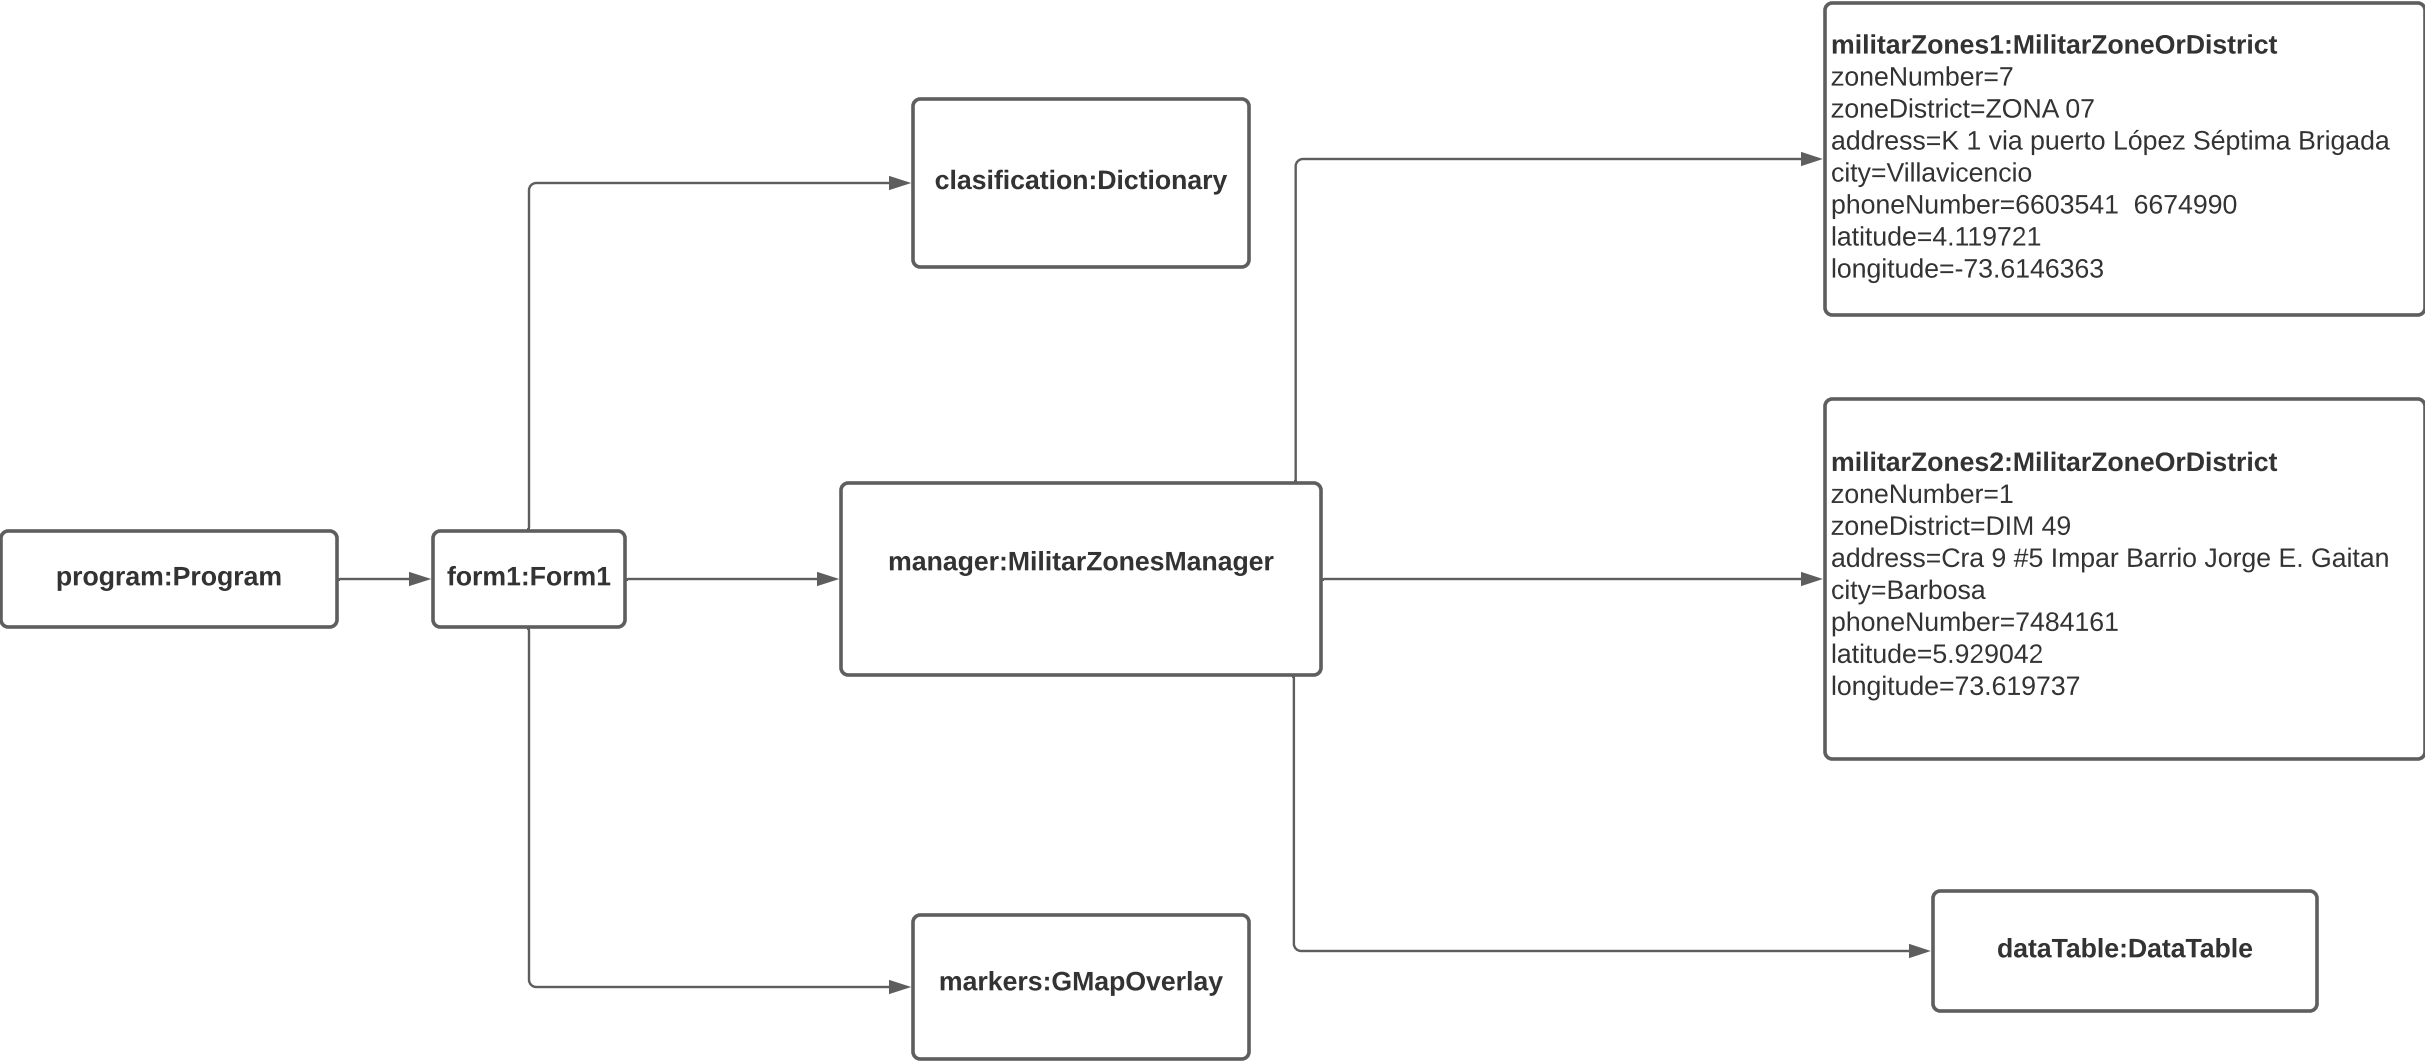 militarZones1:MilitarZoneOrDistrict
zoneNumber=7
zoneDistrict=ZONA 07
address=K 1 via puerto López Séptima Brigada
city=Villavicencio
phoneNumber=6603541  6674990
latitude=4.119721
longitude=-73.6146363
clasification:Dictionary
militarZones2:MilitarZoneOrDistrict
zoneNumber=1
zoneDistrict=DIM 49
address=Cra 9 #5 Impar Barrio Jorge E. Gaitan
city=Barbosa
phoneNumber=7484161
latitude=5.929042
longitude=73.619737
program:Program
form1:Form1
manager:MilitarZonesManager
markers:GMapOverlay
dataTable:DataTable